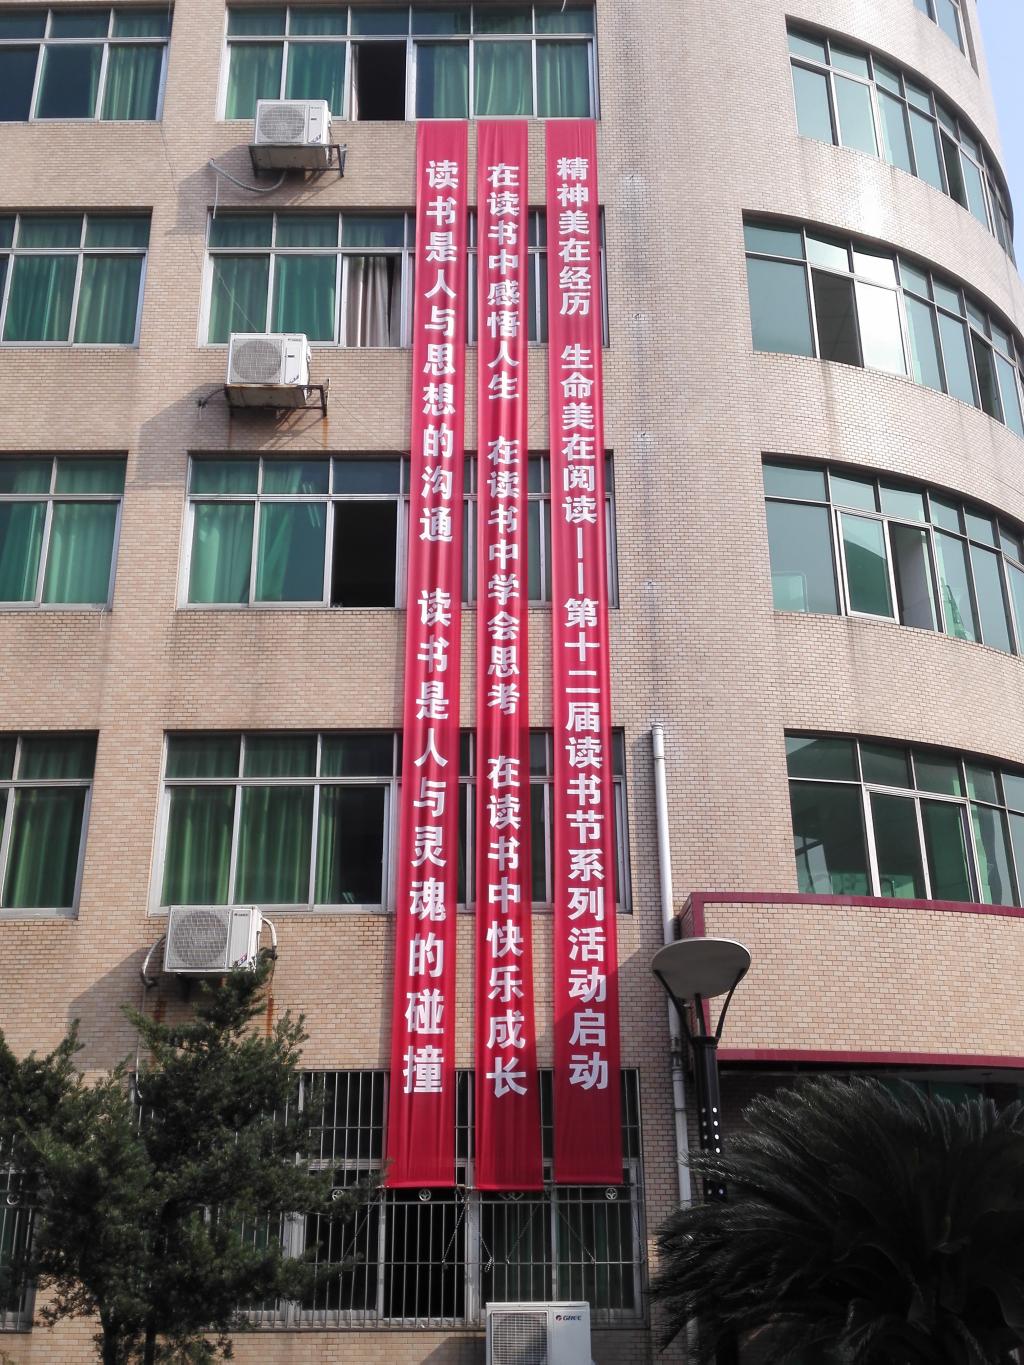 读书是人与思想的沟通 读书是人与灵魂的碰撞
在读书中感悟人生 在读书中学会思考 在读书中快乐成长
精神美在经历 生命美在阅读——第十二届读书节系列活动启动
GREE